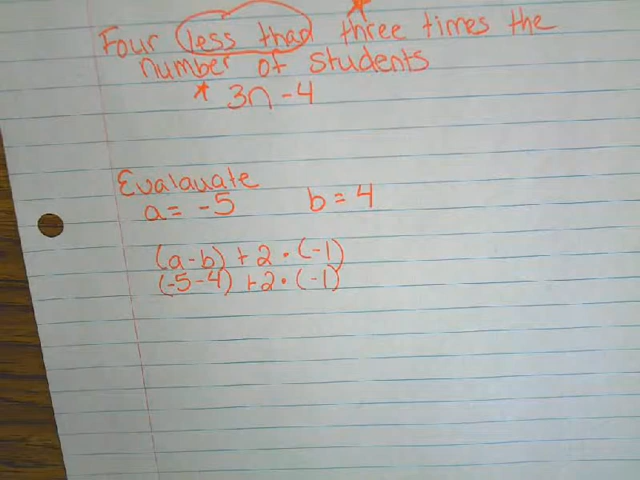 Four less than three times the
number of students
* 3n - 4
Evalauate
a = -5 b = 4
(a - b) + 2 · (-1)
(-5 - 4) + 2 · (-1)